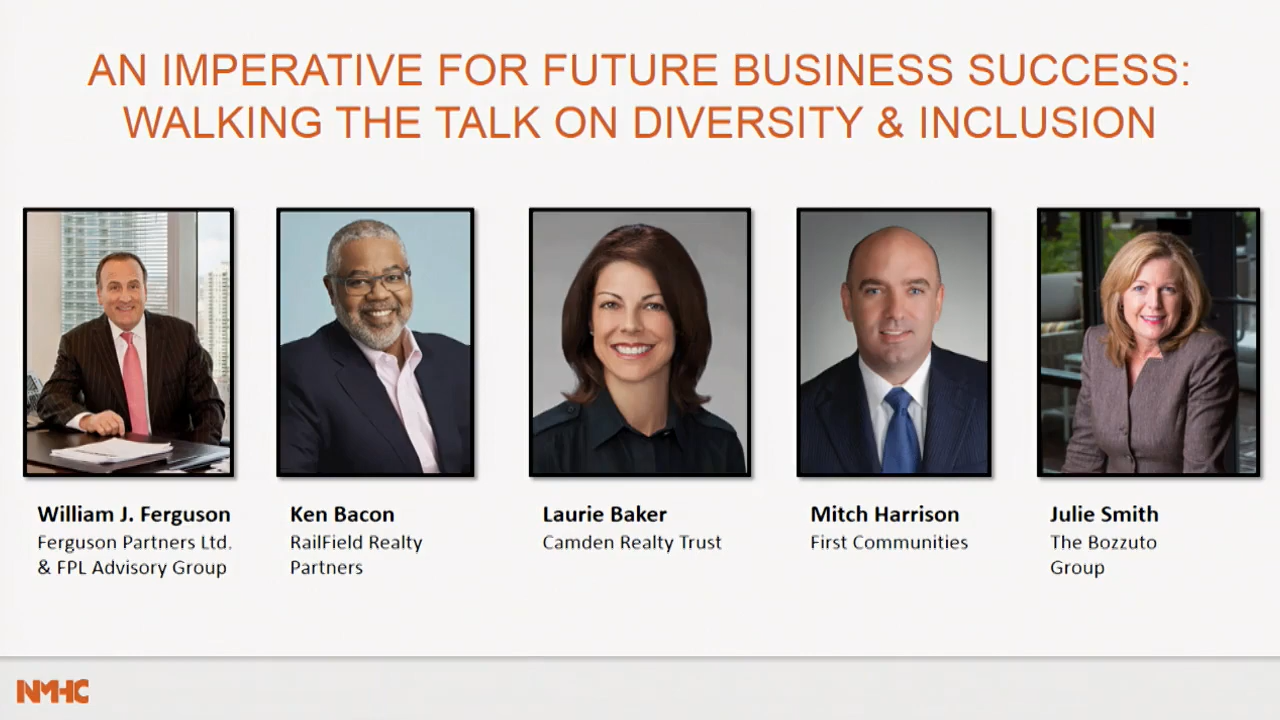 AN IMPERATIVE FOR FUTURE BUSINESS SUCCESS:
WALKING THE TALK ON DIVERSITY & INCLUSION
William J. Ferguson
Ferguson Partners Ltd.
& FPL Advisory Group
Ken Bacon
RailField Realty
Partners
Laurie Baker
Camden Realty Trust
Mitch Harrison
First Communities
Julie Smith
The Bozzuto
Group
NMHC